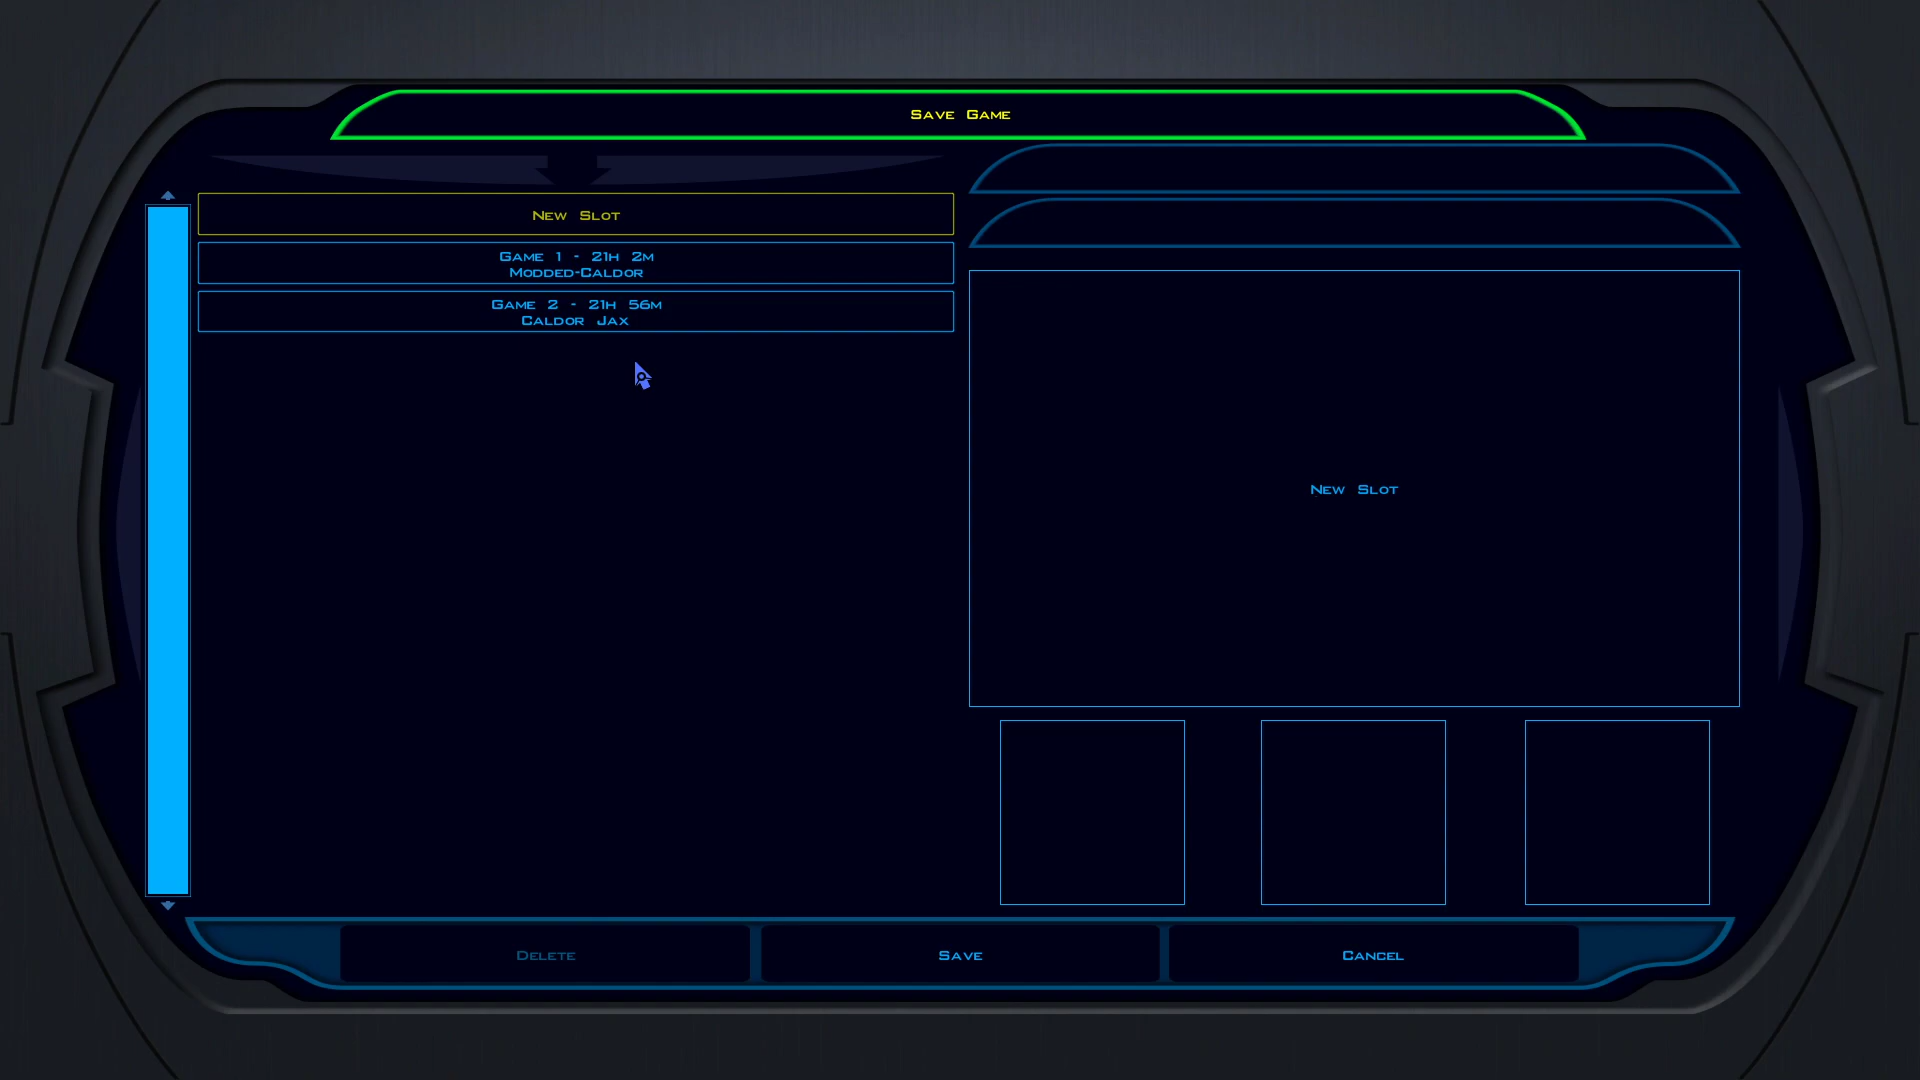 Save Game
New Slot
Game 1 - 21h 2m
Modded-Caldor
Game 2 - 21h 56m
Caldor Jax
New Slot
Delete
Save
Cancel